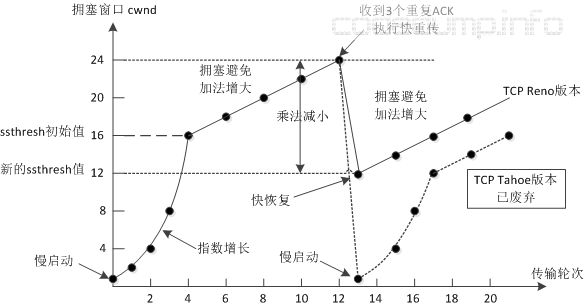 拥塞窗口 cwnd
收到3个重复ACK
执行快重传
24
拥塞避免
加法增大
拥塞避免
加法增大
TCP Reno版本
20
乘法减小
ssthresh初始值
16
新的ssthresh值
12
快恢复
TCP Tahoe版本
已废弃
8
指数增长
4
慢启动
慢启动
传输轮次
2 4 6 8 10 12 14 16 18 20